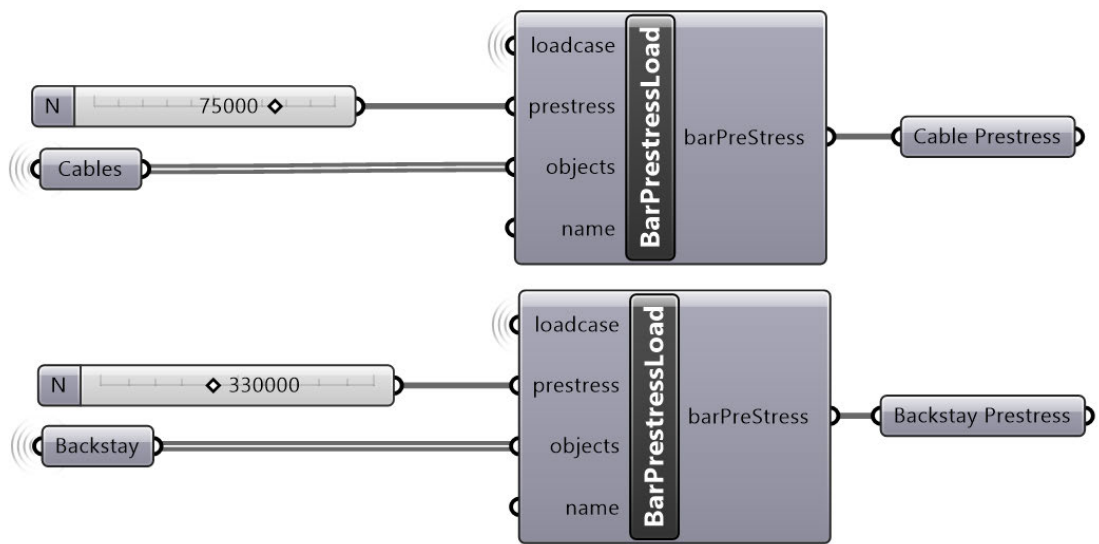 loadcase
N 75000
prestress
Cables
objects
name
BarPrestressLoad
barPreStress
Cable Prestress
loadcase
N 330000
prestress
Backstay
objects
name
BarPrestressLoad
barPreStress
Backstay Prestress